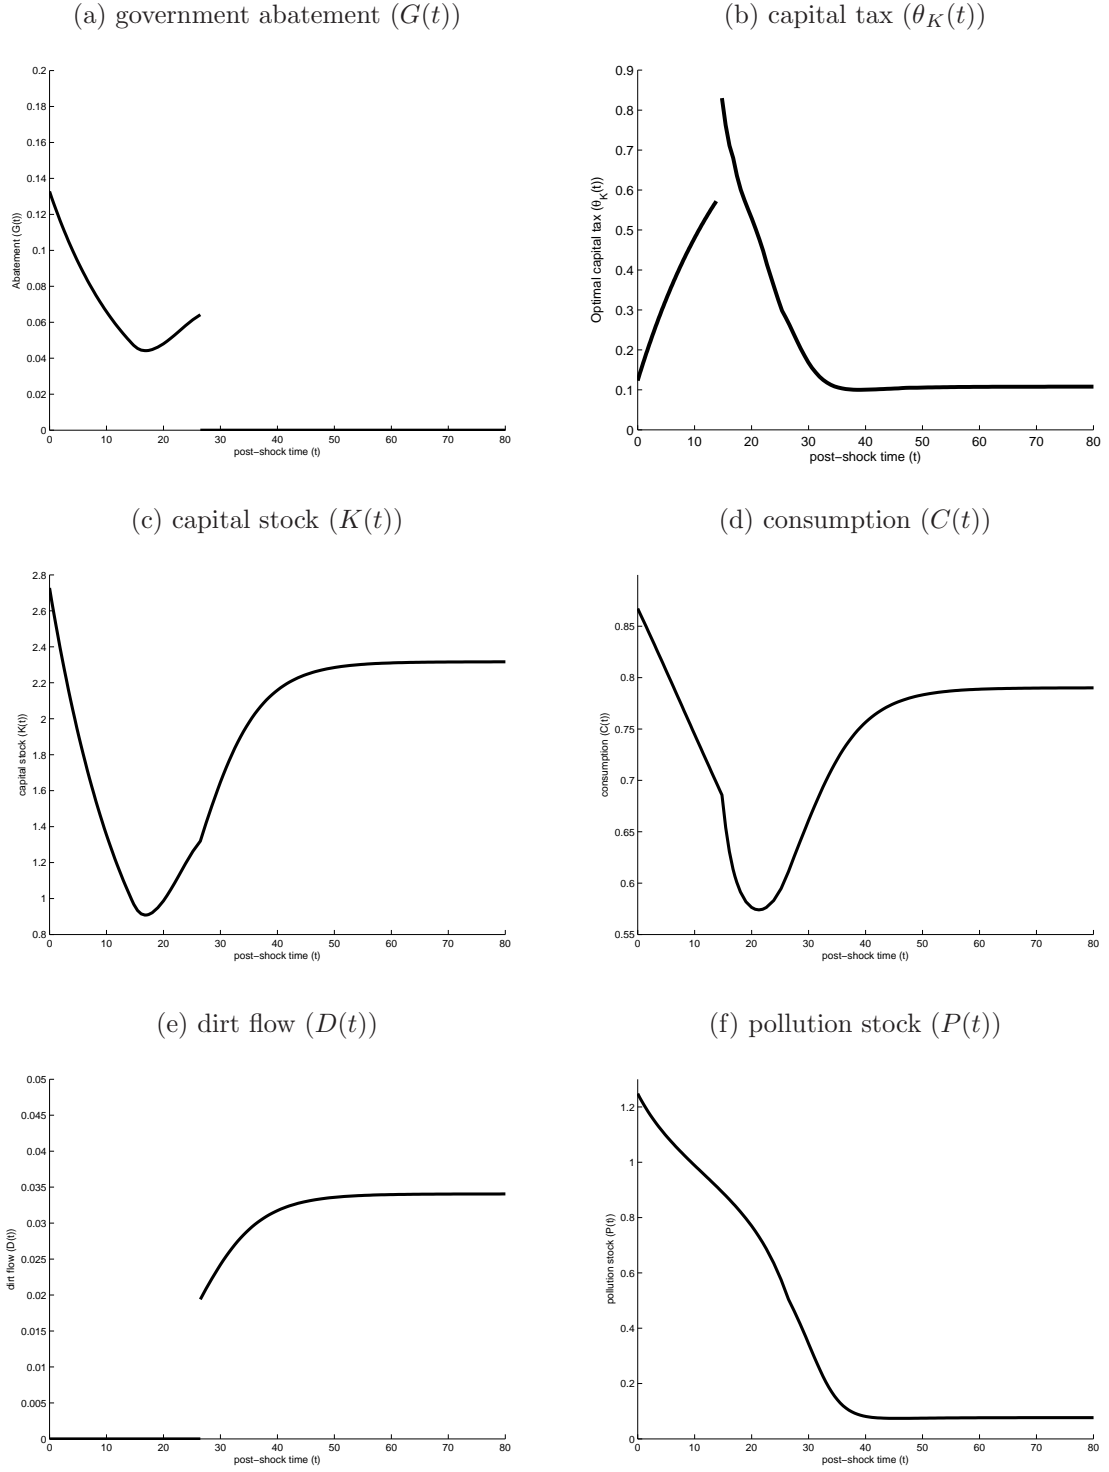 (a) government abatement (G(t))
0.2
0.18
0.16
0.14
0.12
0.1
0.08
0.06
0.04
0.02
0
Abatement (G(t))
0 10 20 30 40 50 60 70 80
post−shock time (t)
(b) capital tax (θK(t))
0.9
0.8
0.7
0.6
0.5
0.4
0.3
0.2
0.1
0
Optimal capital tax (θK(t))
0 10 20 30 40 50 60 70 80
post−shock time (t)
(c) capital stock (K(t))
2.8
2.6
2.4
2.2
2
1.8
1.6
1.4
1.2
1
0.8
capital stock (K(t))
0 10 20 30 40 50 60 70 80
post−shock time (t)
(d) consumption (C(t))
0.85
0.8
0.75
0.7
0.65
0.6
0.55
consumption (C(t))
0 10 20 30 40 50 60 70 80
post−shock time (t)
(e) dirt flow (D(t))
0.05
0.045
0.04
0.035
0.03
0.025
0.02
0.015
0.01
0.005
0
dirt flow (D(t))
0 10 20 30 40 50 60 70 80
post−shock time (t)
(f) pollution stock (P(t))
1.2
1
0.8
0.6
0.4
0.2
0
pollution stock (P(t))
0 10 20 30 40 50 60 70 80
post−shock time (t)